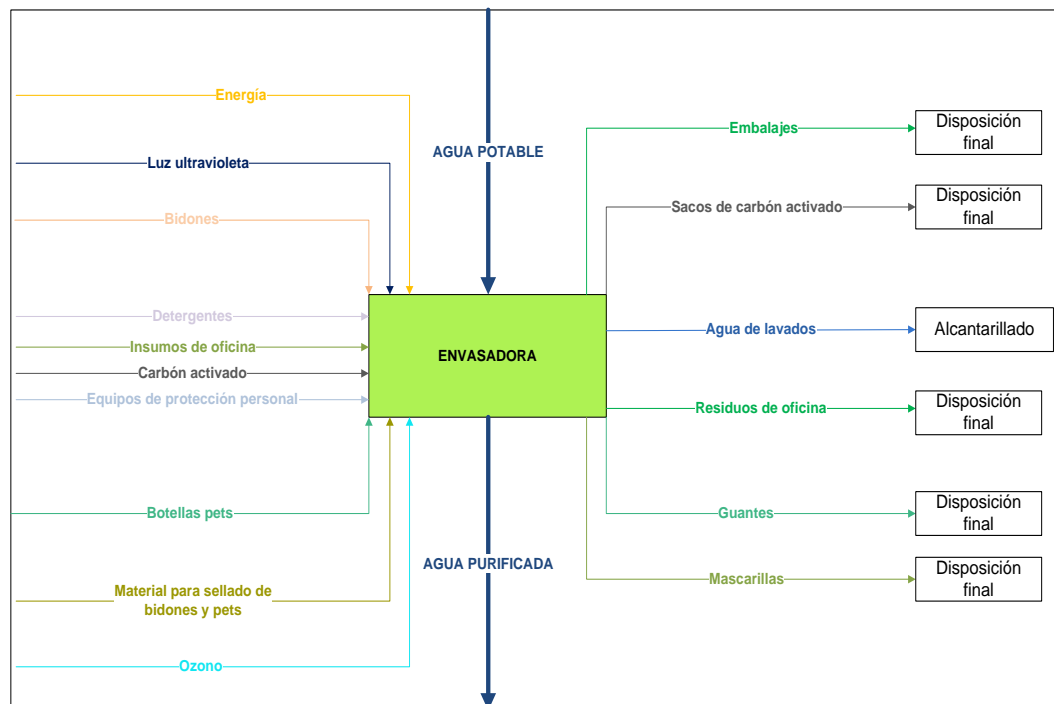 Energía
AGUA POTABLE
Luz ultravioleta
Bidones
Detergentes
Insumos de oficina
Carbón activado
Equipos de protección personal
Botellas pets
Material para sellado de
bidones y pets
Ozono
ENVASADORA
AGUA PURIFICADA
Embalajes
Disposición
final
Sacos de carbón activado
Disposición
final
Agua de lavados
Alcantarillado
Residuos de oficina
Disposición
final
Guantes
Disposición
final
Mascarillas
Disposición
final